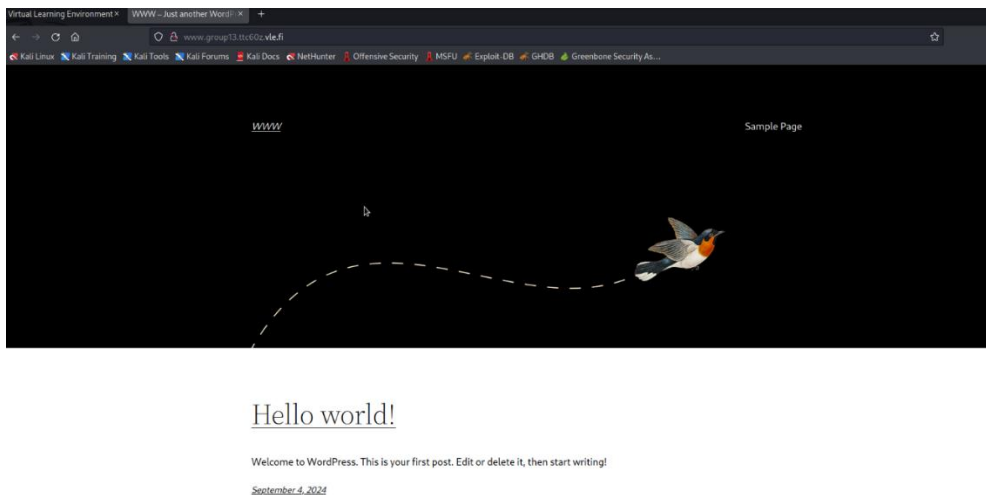 Virtual Learning Environment × WWW – Just another WordP ×
www.group13.ttc60z.vle.fi
Kali Linux Kali Training Kali Tools Kali Forums Kali Docs NetHunter Offensive Security MSFU Exploit-DB GHDB Greenbone Security As...
WWW Sample Page
Hello world!
Welcome to WordPress. This is your first post. Edit or delete it, then start writing!
September 4, 2024